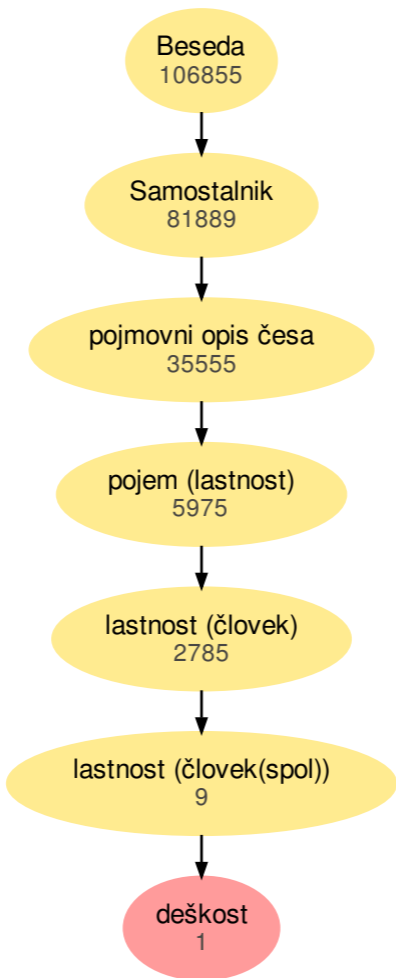 Beseda
106855
Samostalnik
81889
pojmovni opis česa
35555
pojem (lastnost)
5975
lastnost (človek)
2785
lastnost (človek(spol))
9
deškost
1